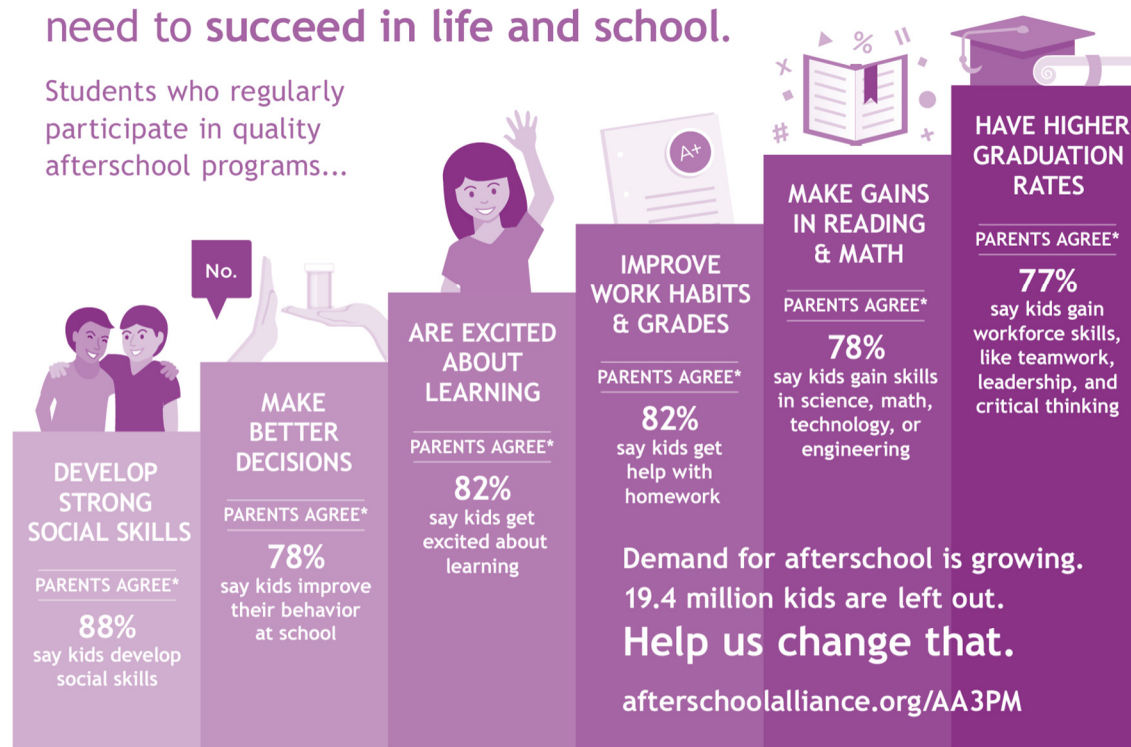 need to succeed in life and school.
Students who regularly
participate in quality
afterschool programs...
No.
A+
% 
#
DEVELOP
STRONG
SOCIAL SKILLS
PARENTS AGREE*
88%
say kids develop
social skills
MAKE
BETTER
DECISIONS
PARENTS AGREE*
78%
say kids improve
their behavior
at school
ARE EXCITED
ABOUT
LEARNING
PARENTS AGREE*
82%
say kids get
excited about
learning
IMPROVE
WORK HABITS
& GRADES
PARENTS AGREE*
82%
say kids get
help with
homework
MAKE GAINS
IN READING
& MATH
PARENTS AGREE*
78%
say kids gain skills
in science, math,
technology, or
engineering
HAVE HIGHER
GRADUATION
RATES
PARENTS AGREE*
77%
say kids gain
workforce skills,
like teamwork,
leadership, and
critical thinking
Demand for afterschool is growing.
19.4 million kids are left out.
Help us change that.
afterschoolalliance.org/AA3PM